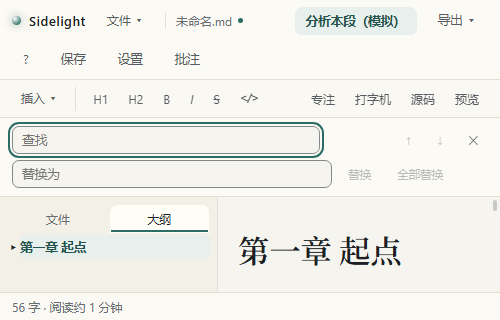 Sidelight 文件 未命名.md 分析本段（模拟） 导出
? 保存 设置 批注
插入 H1 H2 B I S </> 专注 打字机 源码 预览
查找 ↑ ↓ ×
替换为 替换 全部替换
文件 大纲
第一章 起点
第一章 起点
56 字 · 阅读约 1 分钟